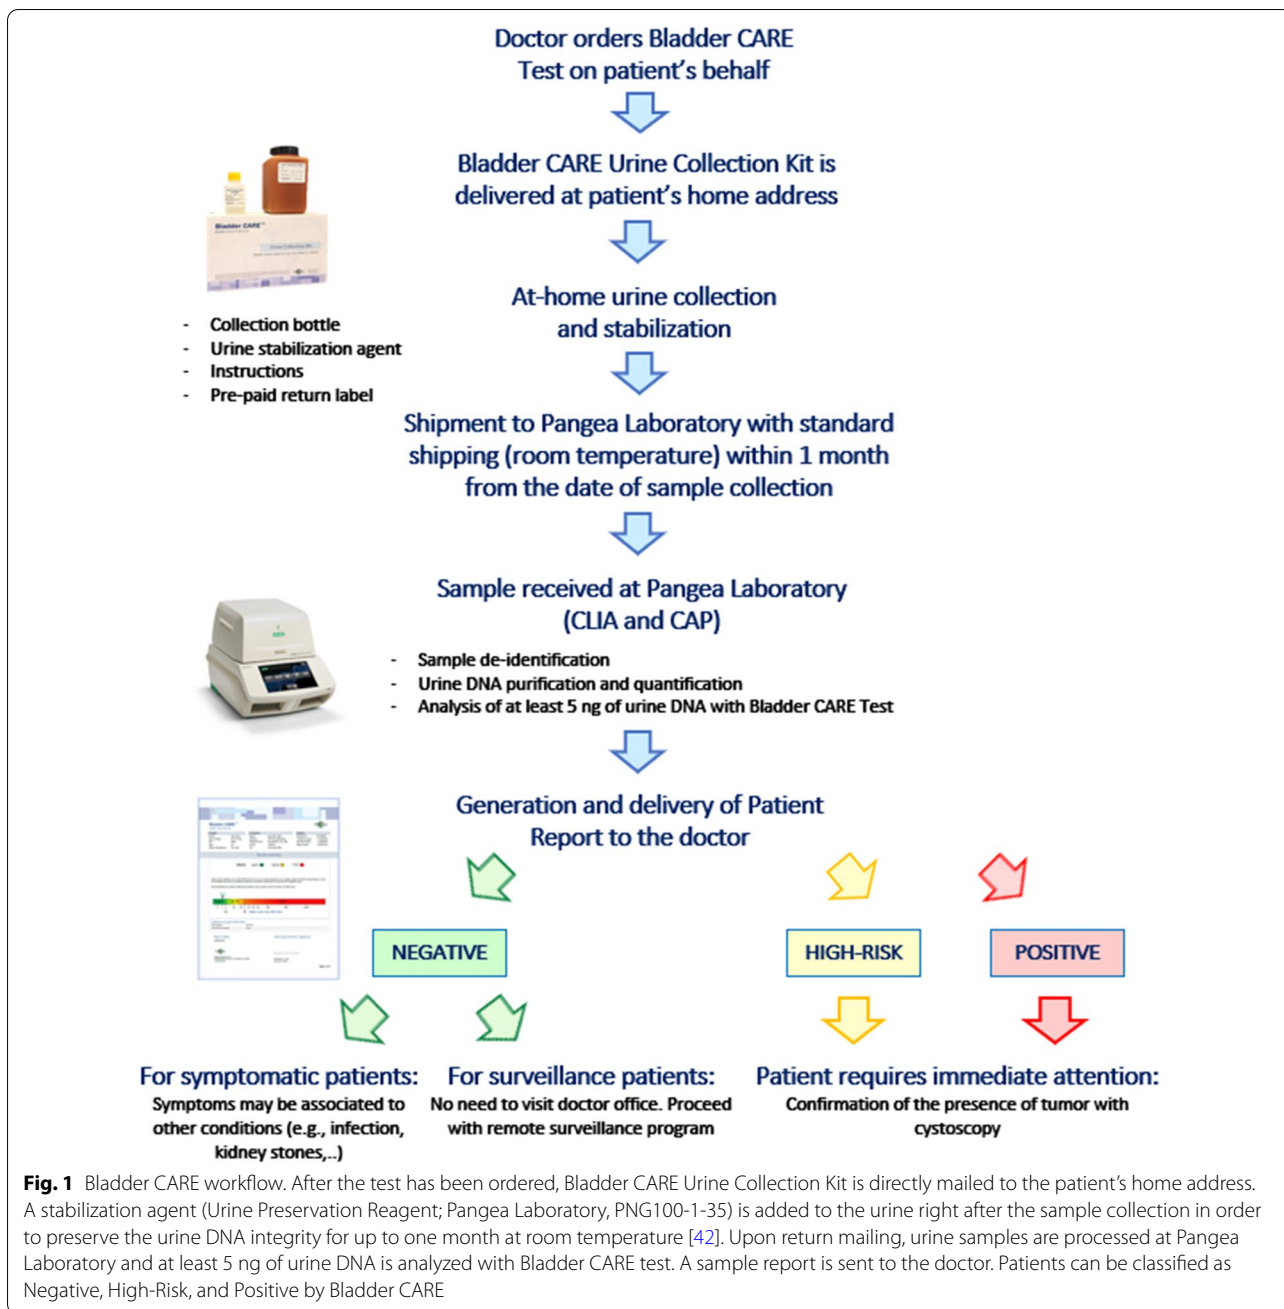 Doctor orders Bladder CARE
Test on patient's behalf
Bladder CARE Urine Collection Kit is
delivered at patient's home address
Bladder CARE
Urine Collection Kit
At-home urine collection
and stabilization
- Collection bottle
- Urine stabilization agent
- Instructions
- Pre-paid return label
Shipment to Pangea Laboratory with standard
shipping (room temperature) within 1 month
from the date of sample collection
Sample received at Pangea Laboratory
(CLIA and CAP)
- Sample de-identification
- Urine DNA purification and quantification
- Analysis of at least 5 ng of urine DNA with Bladder CARE Test
Generation and delivery of Patient
Report to the doctor
Bladder CARE
NEGATIVE
HIGH-RISK
POSITIVE
For symptomatic patients:
Symptoms may be associated to
other conditions (e.g., infection,
kidney stones,..)
For surveillance patients:
No need to visit doctor office. Proceed
with remote surveillance program
Patient requires immediate attention:
Confirmation of the presence of tumor with
cystoscopy
Fig. 1 Bladder CARE workflow. After the test has been ordered, Bladder CARE Urine Collection Kit is directly mailed to the patient's home address.
A stabilization agent (Urine Preservation Reagent; Pangea Laboratory, PNG100-1-35) is added to the urine right after the sample collection in order
to preserve the urine DNA integrity for up to one month at room temperature [42]. Upon return mailing, urine samples are processed at Pangea
Laboratory and at least 5 ng of urine DNA is analyzed with Bladder CARE test. A sample report is sent to the doctor. Patients can be classified as
Negative, High-Risk, and Positive by Bladder CARE